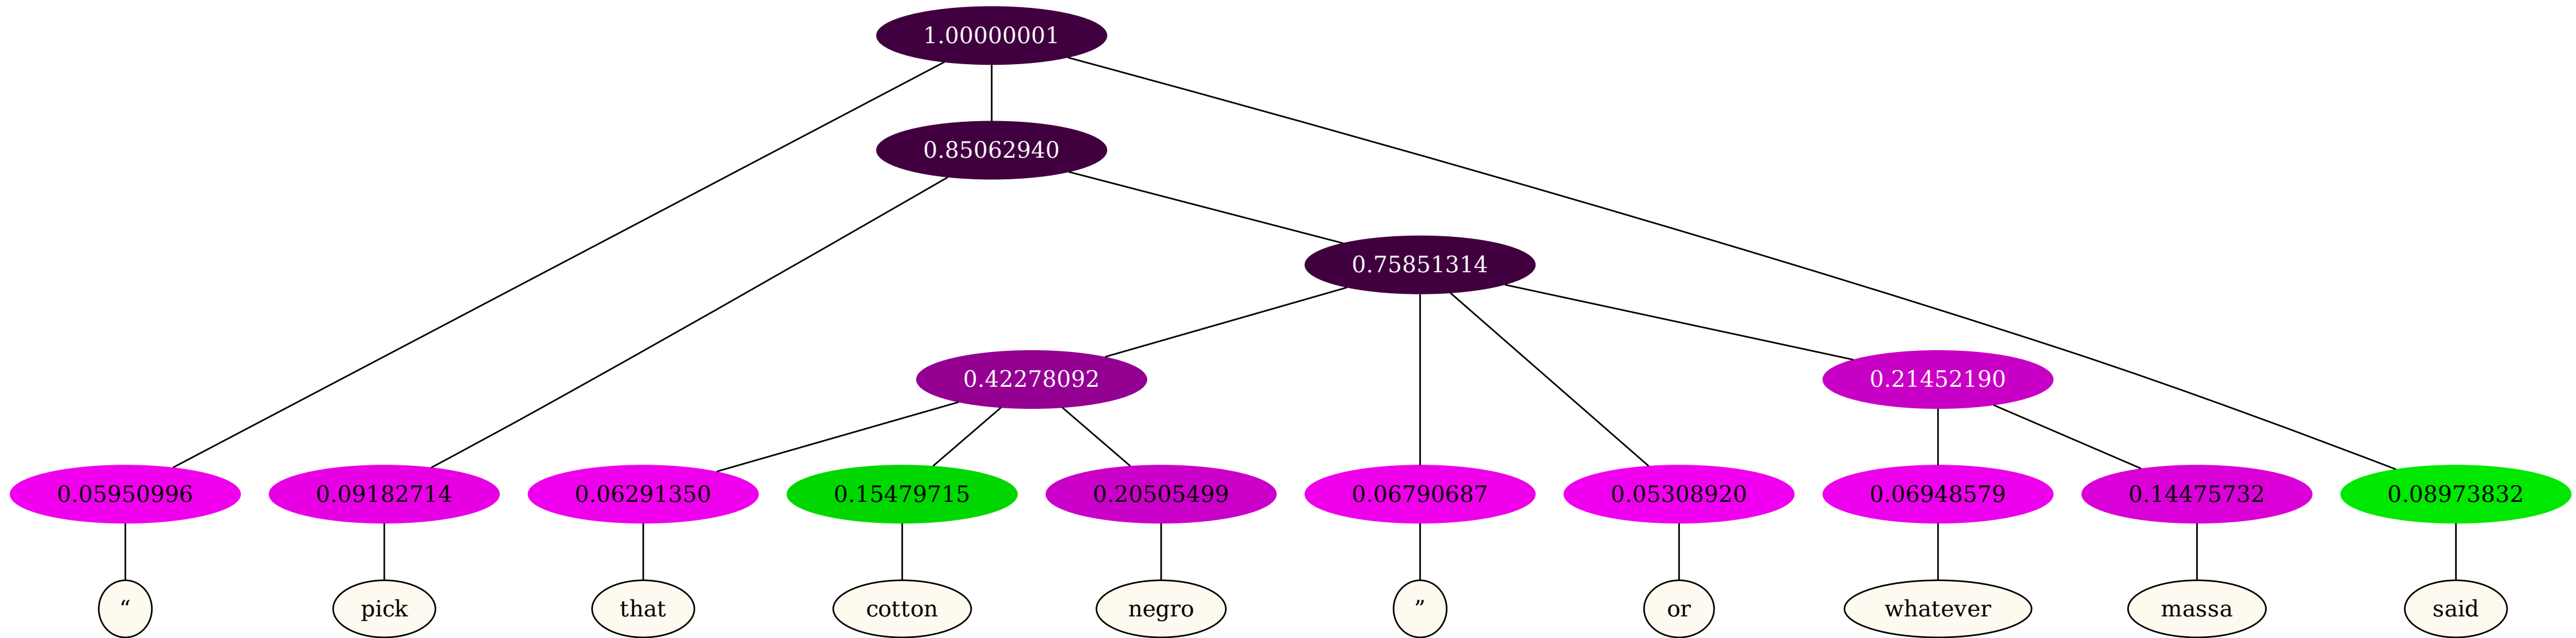 1.00000001
0.85062940
0.75851314
0.42278092 0.21452190
0.05950996 0.09182714 0.06291350 0.15479715 0.20505499 0.06790687 0.05308920 0.06948579 0.14475732 0.08973832
“ pick that cotton negro ” or whatever massa said